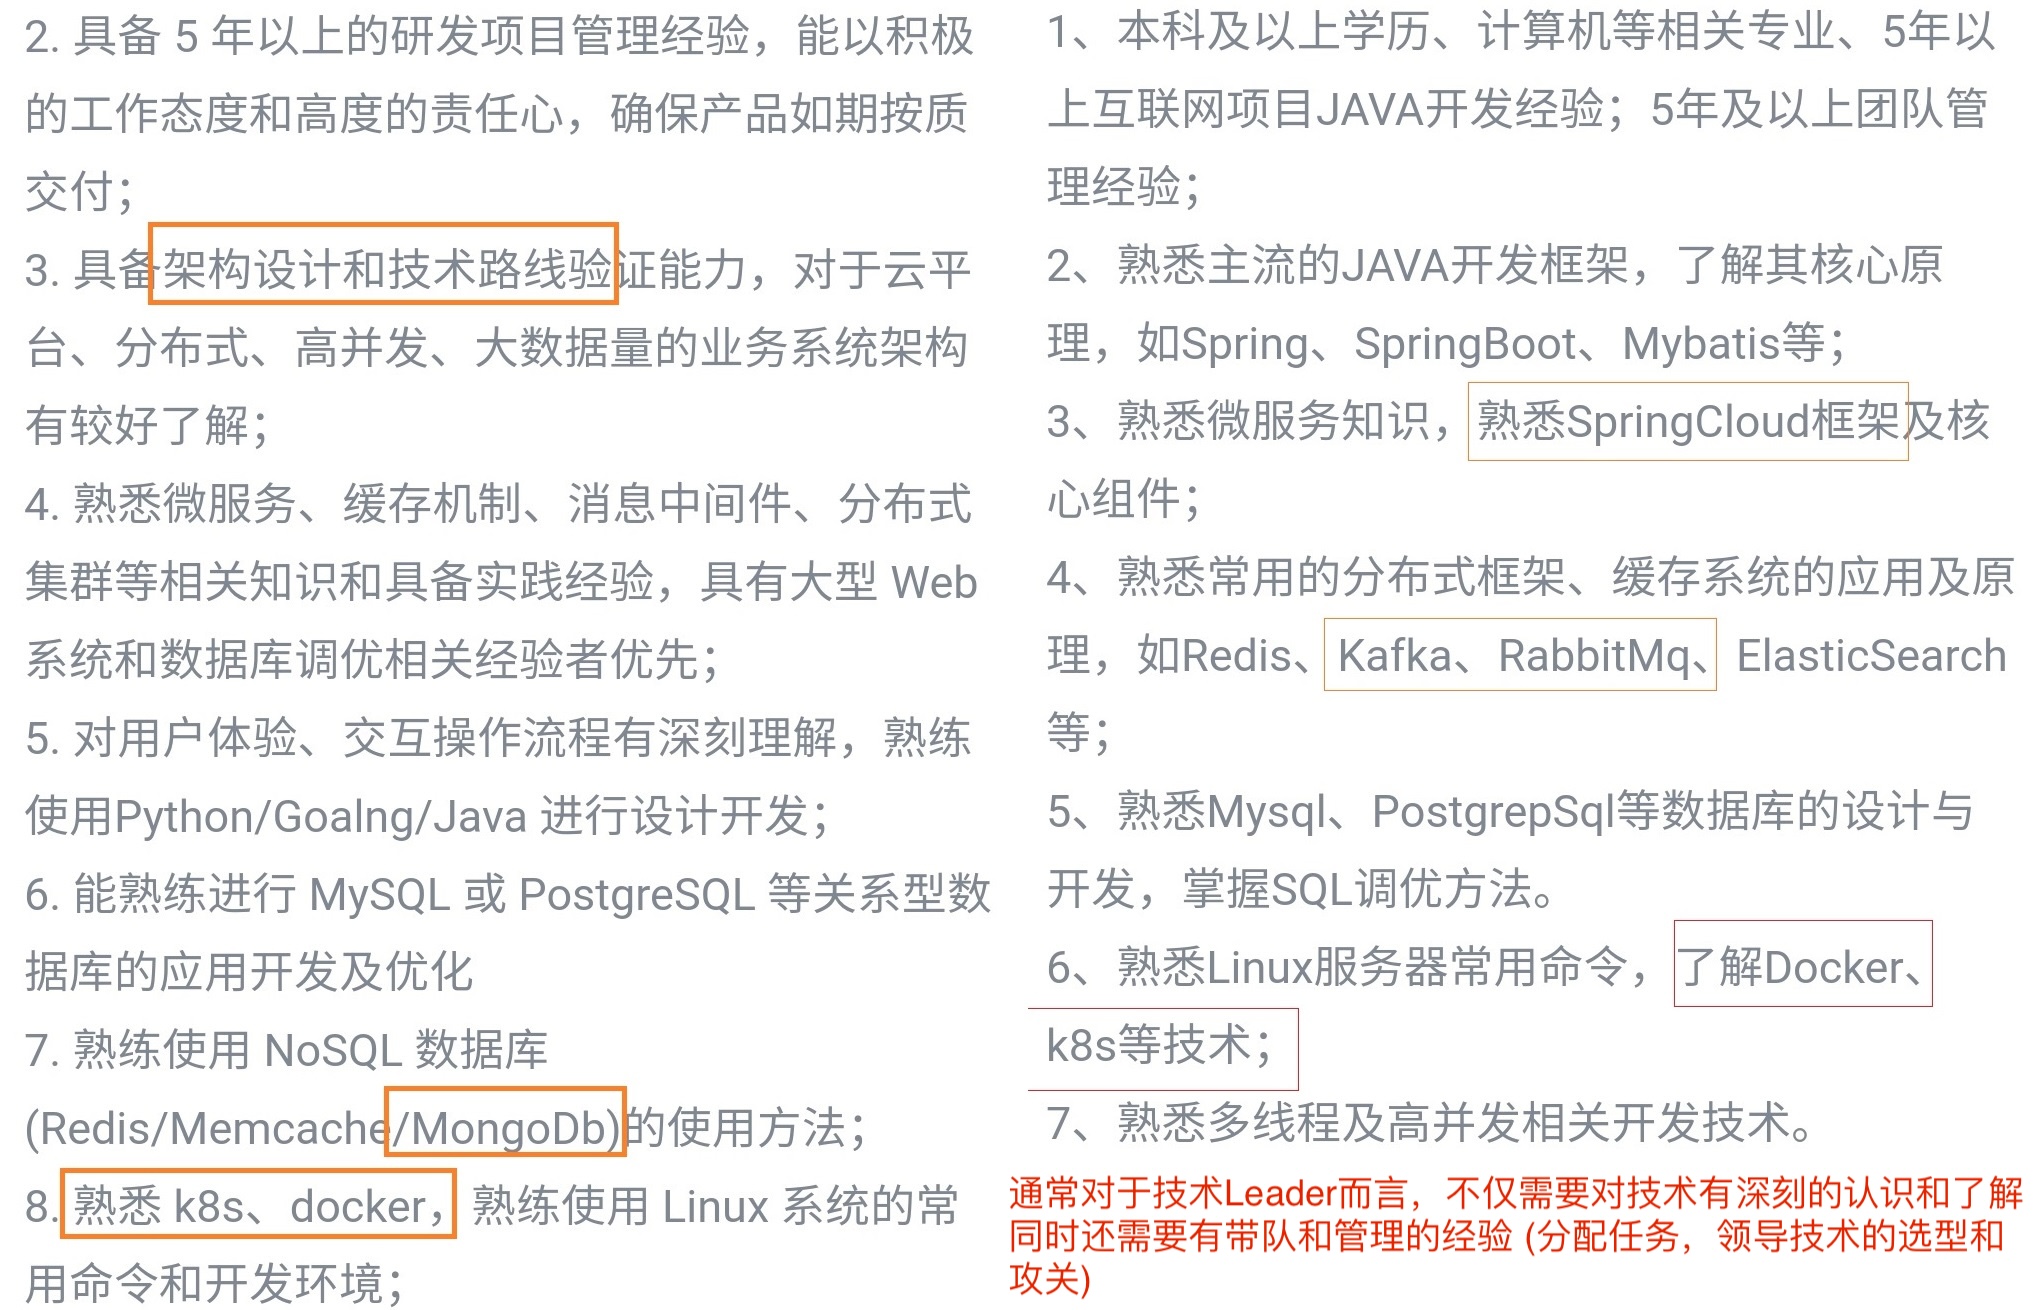 2. 具备 5 年以上的研发项目管理经验，能以积极
的工作态度和高度的责任心，确保产品如期按质
交付；
3. 具备架构设计和技术路线验证能力，对于云平
台、分布式、高并发、大数据量的业务系统架构
有较好了解；
4. 熟悉微服务、缓存机制、消息中间件、分布式
集群等相关知识和具备实践经验，具有大型 Web
系统和数据库调优相关经验者优先；
5. 对用户体验、交互操作流程有深刻理解，熟练
使用Python/Goalng/Java 进行设计开发；
6. 能熟练进行 MySQL 或 PostgreSQL 等关系型数
据库的应用开发及优化
7. 熟练使用 NoSQL 数据库
(Redis/Memcache/MongoDb)的使用方法；
8. 熟悉 k8s、docker，熟练使用 Linux 系统的常
用命令和开发环境；
1、本科及以上学历、计算机等相关专业、5年以
上互联网项目JAVA开发经验；5年及以上团队管
理经验；
2、熟悉主流的JAVA开发框架，了解其核心原
理，如Spring、SpringBoot、Mybatis等；
3、熟悉微服务知识，熟悉SpringCloud框架及核
心组件；
4、熟悉常用的分布式框架、缓存系统的应用及原
理，如Redis、Kafka、RabbitMq、ElasticSearch
等；
5、熟悉Mysql、PostgrepSql等数据库的设计与
开发，掌握SQL调优方法。
6、熟悉Linux服务器常用命令，了解Docker、
k8s等技术；
7、熟悉多线程及高并发相关开发技术。
通常对于技术Leader而言，不仅需要对技术有深刻的认识和了解
同时还需要有带队和管理的经验 (分配任务，领导技术的选型和
攻关)